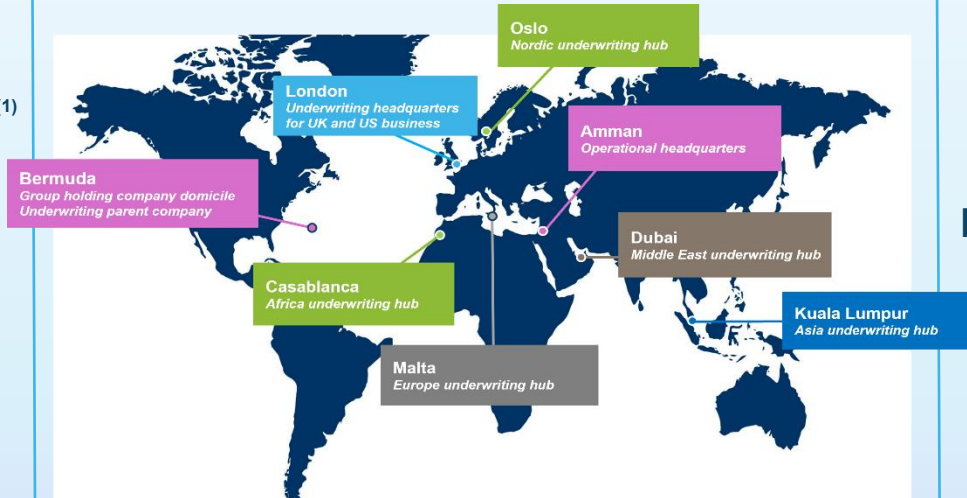 Oslo
Nordic underwriting hub
London
Underwriting headquarters
for UK and US business
(1)
Amman
Operational headquarters
Bermuda
Group holding company domicile
Underwriting parent company
Dubai
Middle East underwriting hub
Casablanca
Africa underwriting hub
Kuala Lumpur
Asia underwriting hub
Malta
Europe underwriting hub